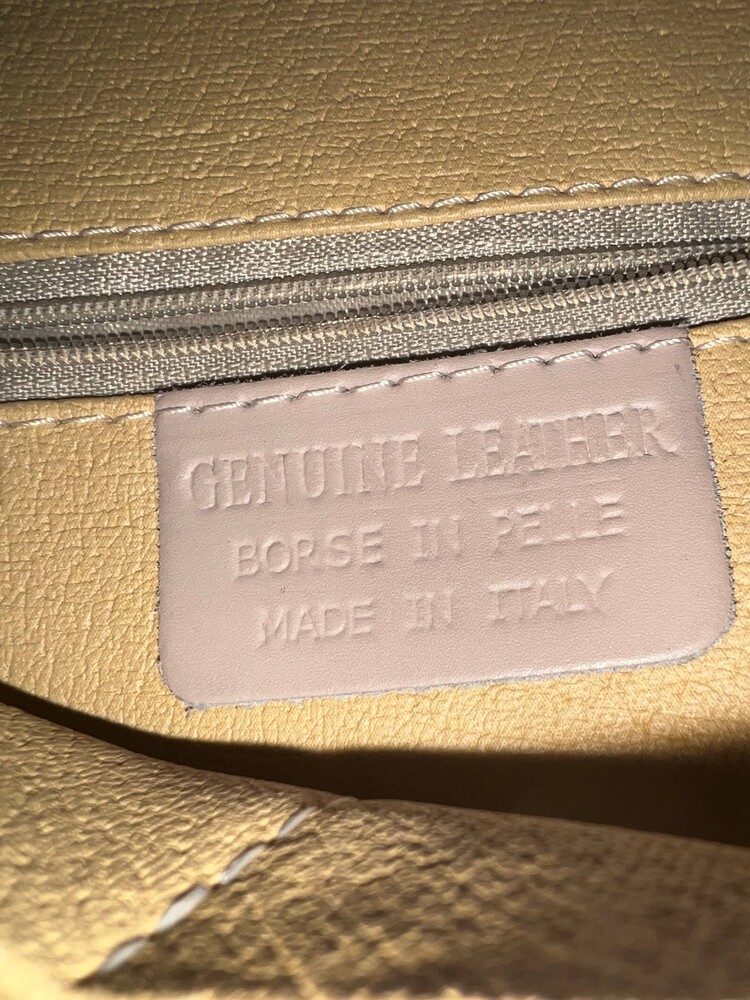 GENUINE LEATHER
BORSE IN PELLE
MADE IN ITALY